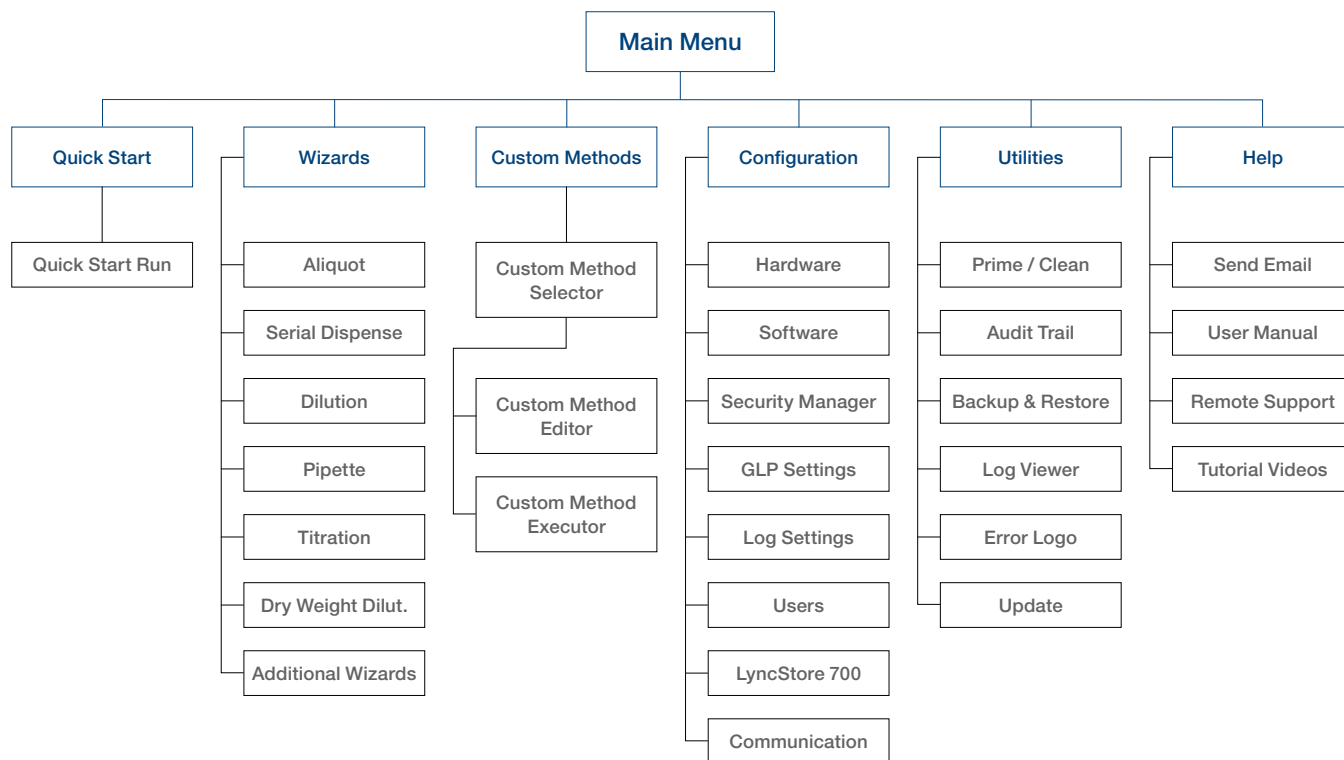 Main Menu
Quick Start
Wizards
Custom Methods
Configuration
Utilities
Help
Quick Start Run
Aliquot
Custom Method
Selector
Hardware
Prime / Clean
Send Email
Serial Dispense
Software
Audit Trail
User Manual
Dilution
Custom Method
Editor
Security Manager
Backup & Restore
Remote Support
Pipette
GLP Settings
Log Viewer
Tutorial Videos
Titration
Custom Method
Executor
Log Settings
Error Logo
Dry Weight Dilut.
Users
Update
Additional Wizards
LyncStore 700
Communication